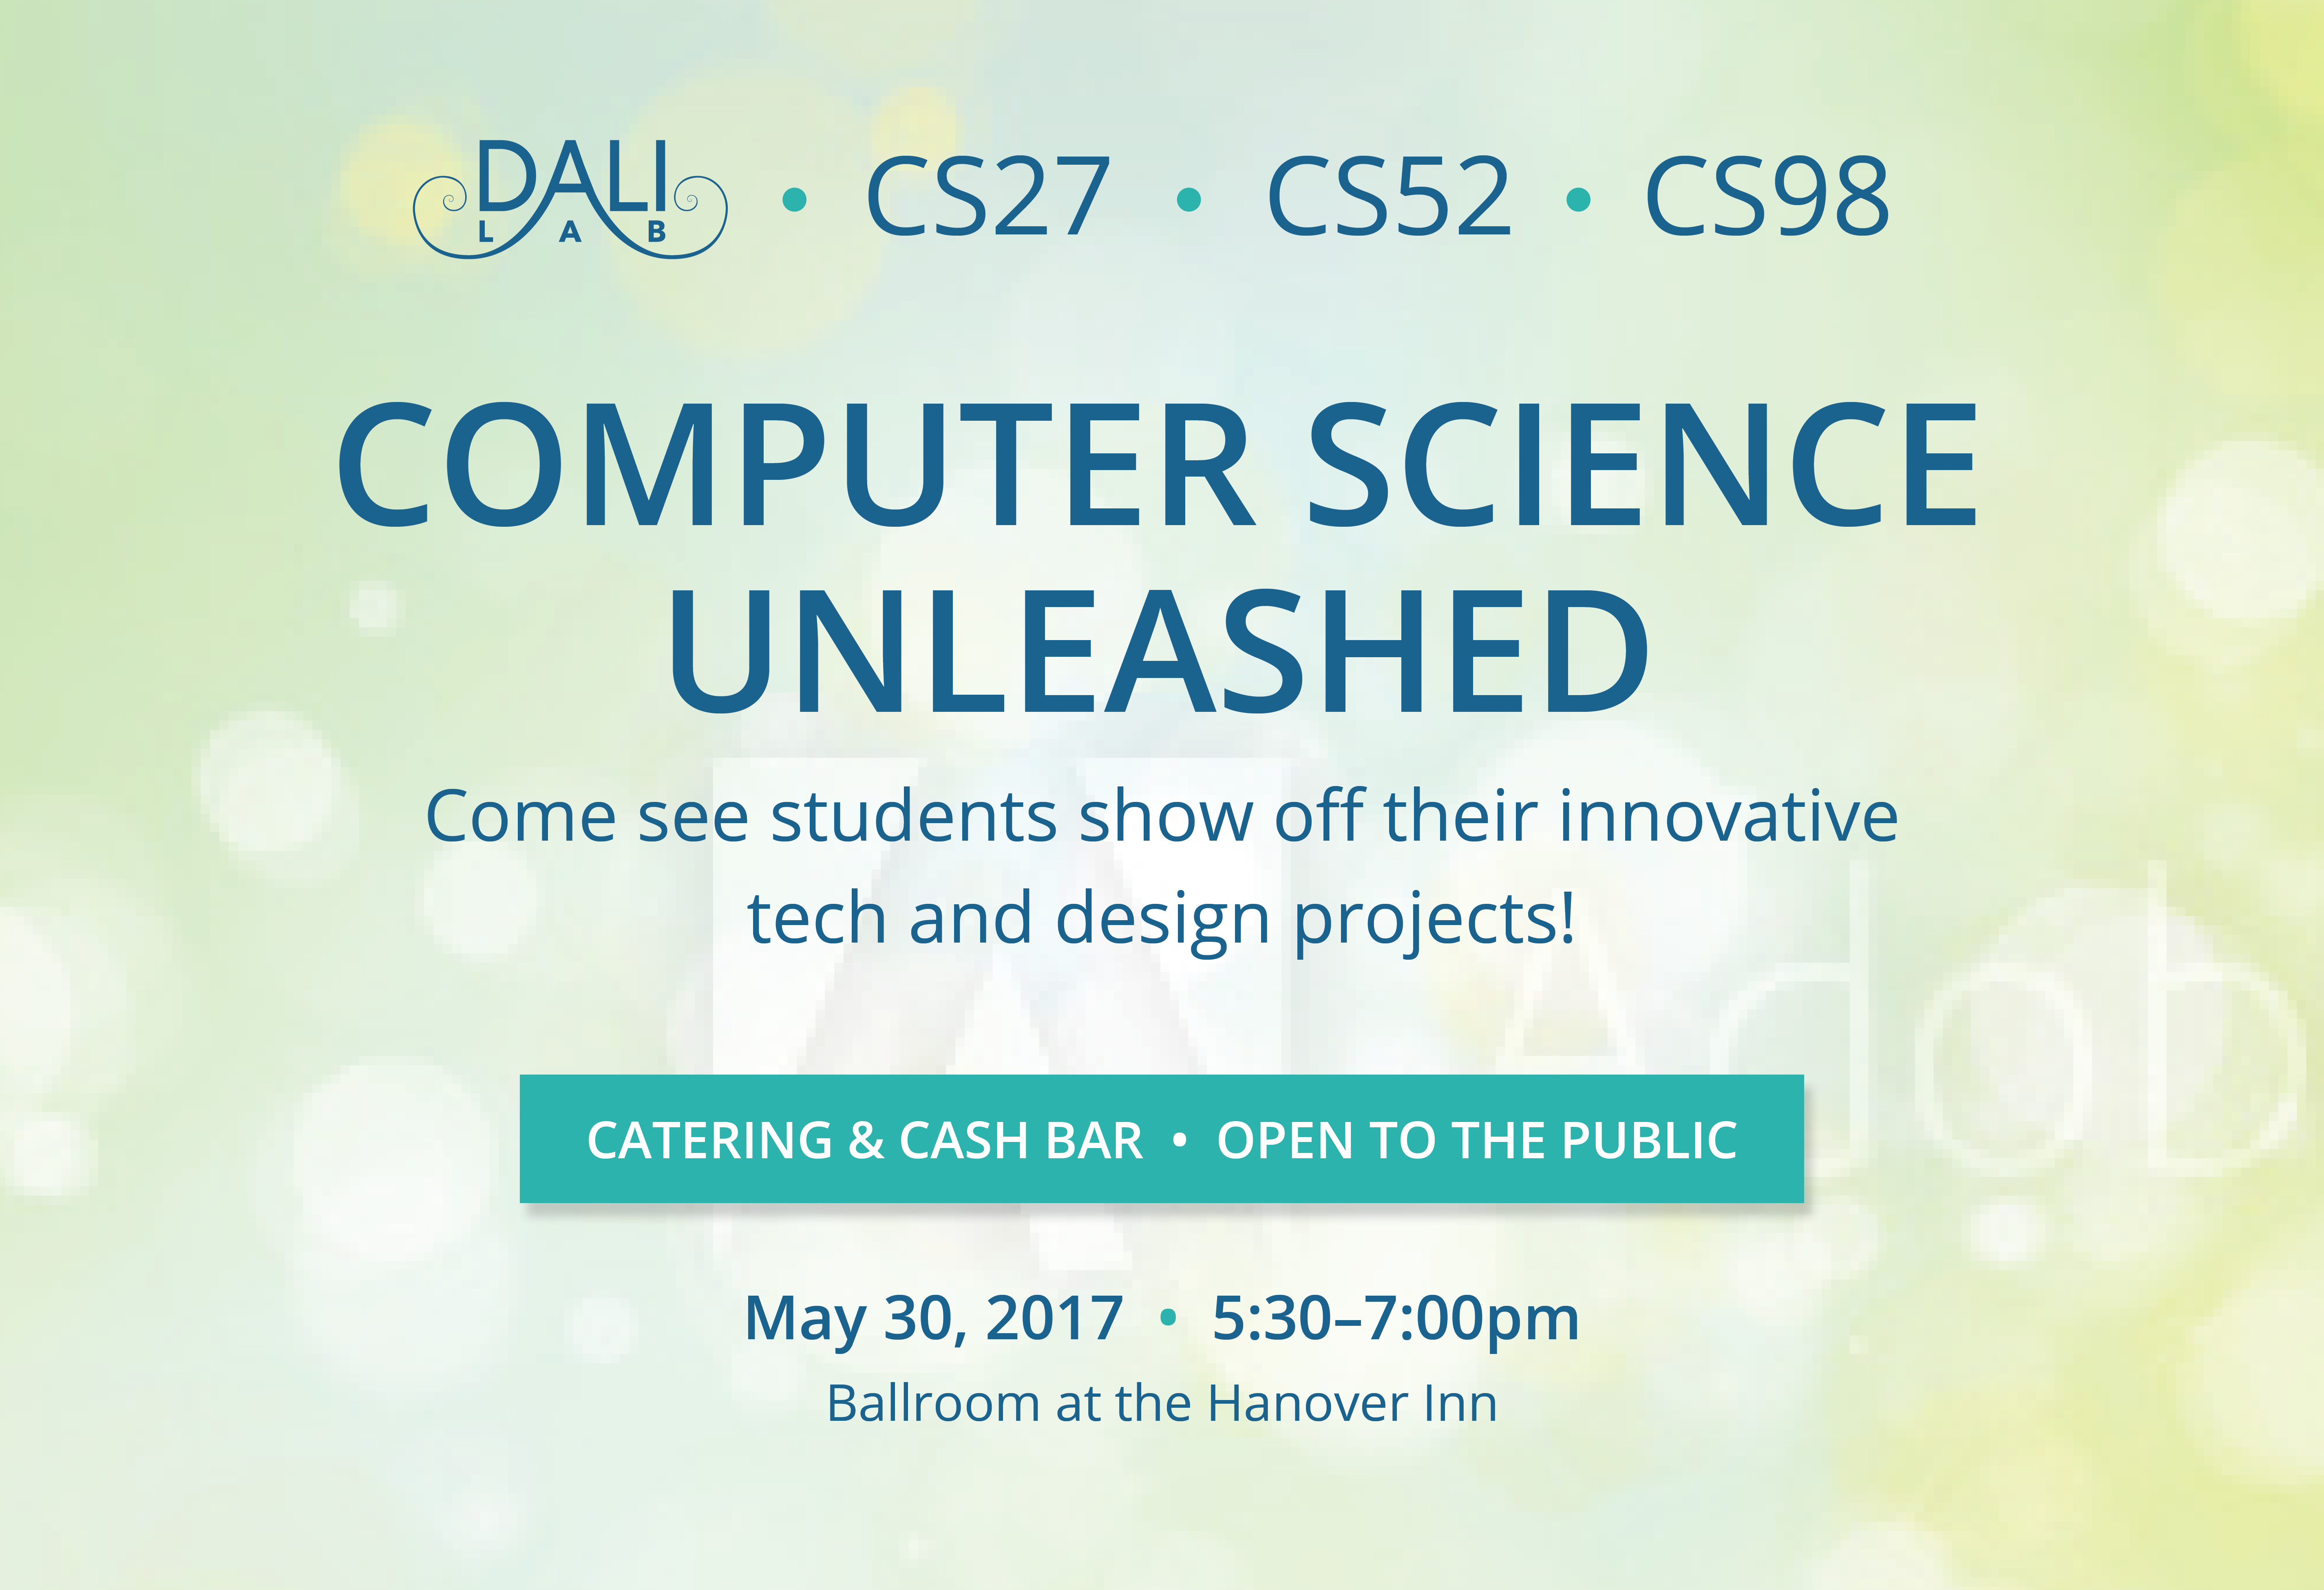 DALI • CS27 • CS52 • CS98
L A B
COMPUTER SCIENCE
UNLEASHED
Come see students show off their innovative
tech and design projects!
Adob
CATERING & CASH BAR • OPEN TO THE PUBLIC
May 30, 2017 • 5:30–7:00pm
Ballroom at the Hanover Inn